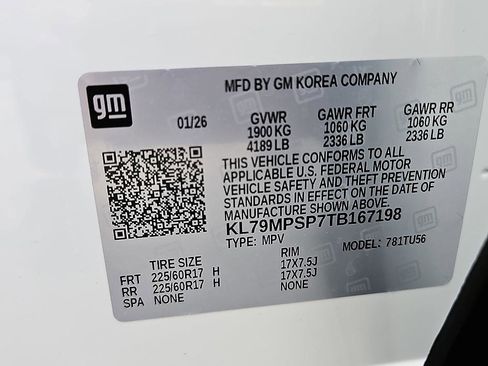 gm
MFD BY GM KOREA COMPANY
01/26 GVWR GAWR FRT GAWR RR
1900 KG 1060 KG 1060 KG
4189 LB 2336 LB 2336 LB
THIS VEHICLE CONFORMS TO ALL
APPLICABLE U.S. FEDERAL MOTOR
VEHICLE SAFETY AND THEFT PREVENTION
STANDARDS IN EFFECT ON THE DATE OF
MANUFACTURE SHOWN ABOVE.
KL79MPSP7TB167198
TYPE: MPV MODEL: 781TU56
TIRE SIZE RIM
FRT 225/60R17 H 17X7.5J
RR 225/60R17 H 17X7.5J
SPA NONE NONE